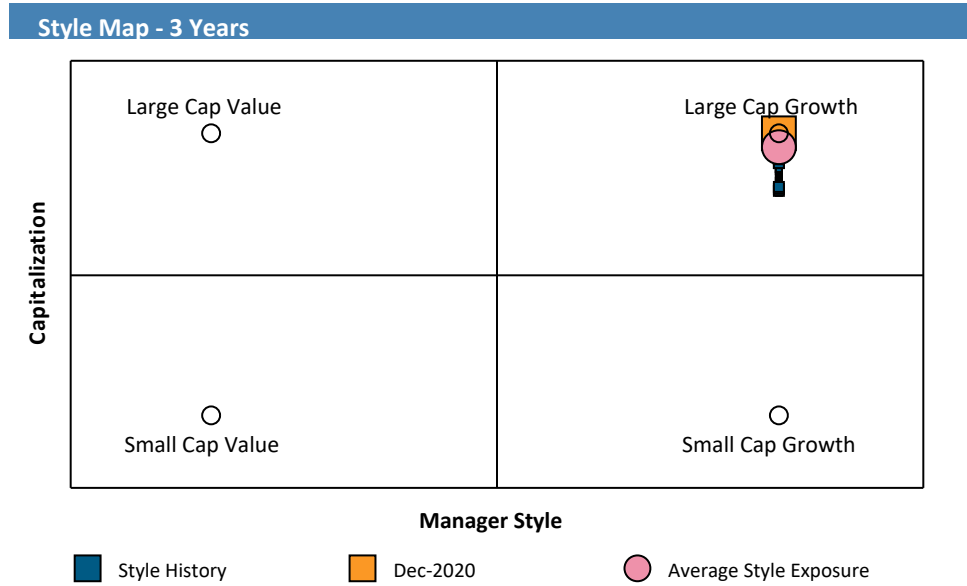 Style Map - 3 Years
Large Cap Value
Large Cap Growth
Capitalization
Small Cap Value
Small Cap Growth
Manager Style
Style History
Dec-2020
Average Style Exposure